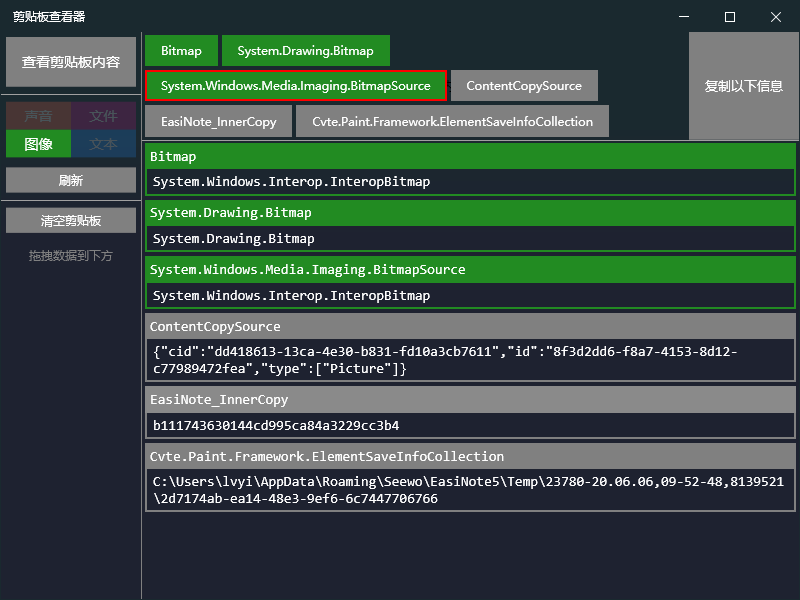 剪贴板查看器
查看剪贴板内容
声音
文件
图像
文本
刷新
清空剪贴板
拖拽数据到下方
Bitmap
System.Drawing.Bitmap
System.Windows.Media.Imaging.BitmapSource
ContentCopySource
EasiNote_InnerCopy
Cvte.Paint.Framework.ElementSaveInfoCollection
复制以下信息
Bitmap
System.Windows.Interop.InteropBitmap
System.Drawing.Bitmap
System.Drawing.Bitmap
System.Windows.Media.Imaging.BitmapSource
System.Windows.Interop.InteropBitmap
ContentCopySource
{"cid":"dd418613-13ca-4e30-b831-fd10a3cb7611","id":"8f3d2dd6-f8a7-4153-8d12-
c77989472fea","type":["Picture"]}
EasiNote_InnerCopy
b111743630144cd995ca84a3229cc3b4
Cvte.Paint.Framework.ElementSaveInfoCollection
C:\Users\lvyi\AppData\Roaming\Seewo\EasiNote5\Temp\23780-20.06.06,09-52-48,8139521
\2d7174ab-ea14-48e3-9ef6-6c7447706766